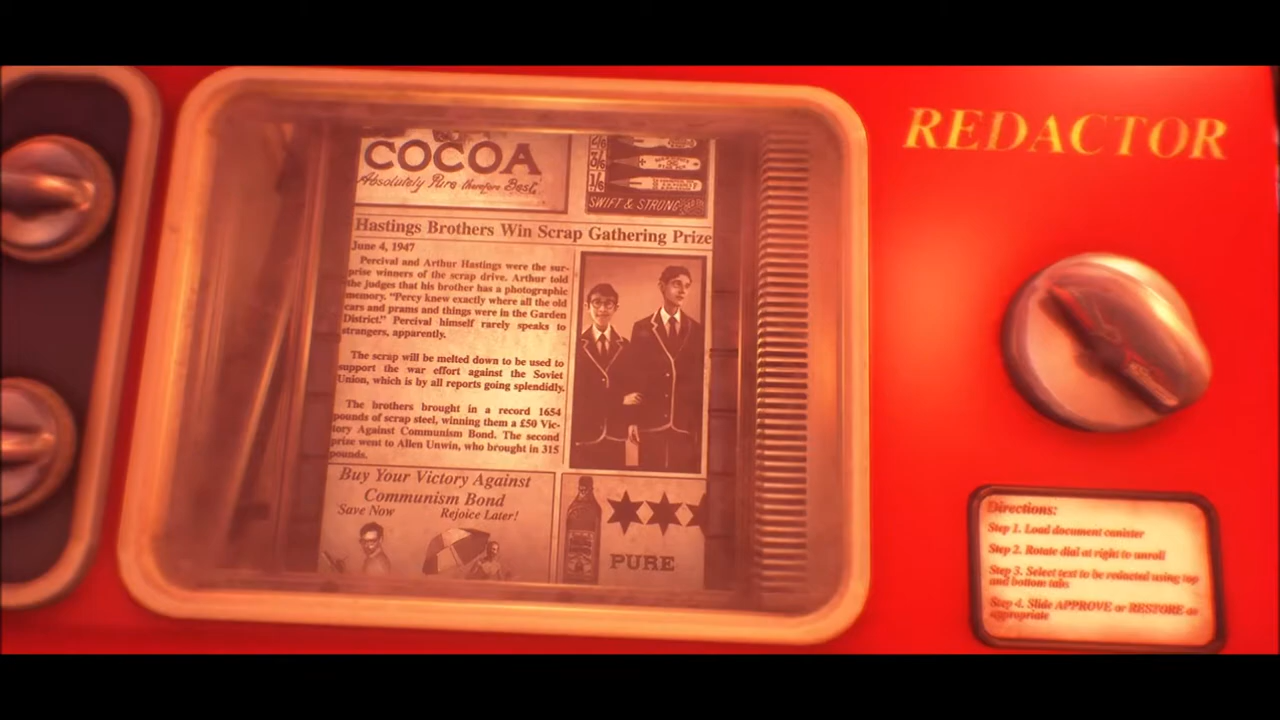 COCOA
Absolutely Pure therefore Best.
SWIFT & STRONG
REDACTOR
Hastings Brothers Win Scrap Gathering Prize
June 4, 1947
Percival and Arthur Hastings were the sur-
prise winners of the scrap drive. Arthur told
the judges that his brother has a photographic
memory. “Percy knew exactly where all the old
cars and prams and things were in the Garden
District.” Percival himself rarely speaks to
strangers, apparently.
The scrap will be melted down to be used to
support the war effort against the Soviet
Union, which is by all reports going splendidly.
The brothers brought in a record 1654
pounds of scrap steel, winning them a £50 Vic-
tory Against Communism Bond. The second
prize went to Allen Unwin, who brought in 315
pounds.
Buy Your Victory Against
Communism Bond
Save Now Rejoice Later!
PURE
Directions:
Step 1. Load document canister
Step 2. Rotate dial at right to unroll
Step 3. Select text to be redacted using top
and bottom tabs
Step 4. Slide APPROVE or RESTORE as
appropriate